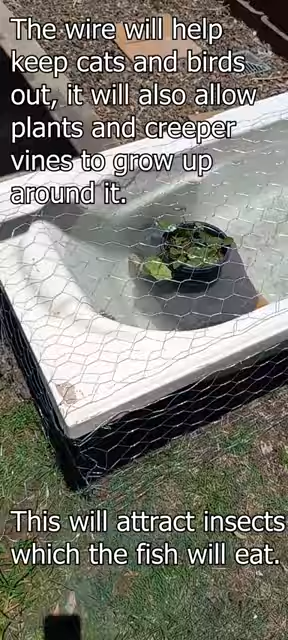 The wire will help
keep cats and birds
out, it will also allow
plants and creeper
vines to grow up
around it.
This will attract insects
which the fish will eat.